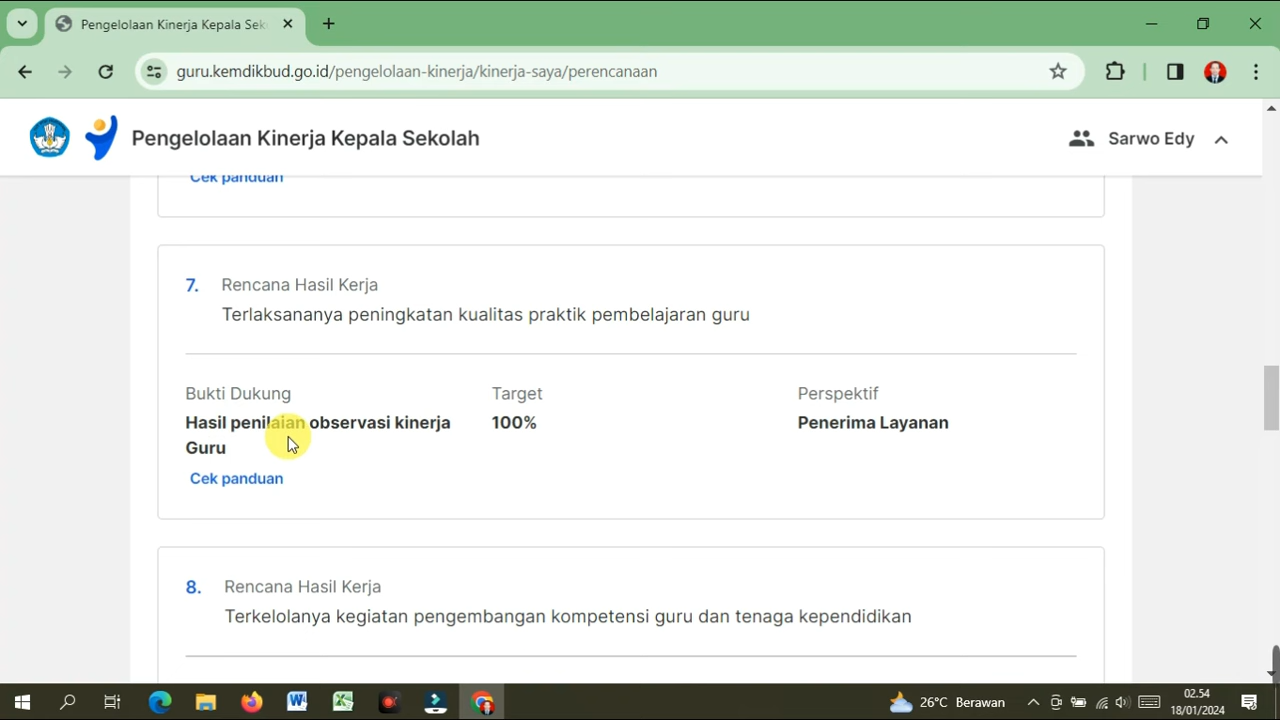 Pengelolaan Kinerja Kepala Sek
guru.kemdikbud.go.id/pengelolaan-kinerja/kinerja-saya/perencanaan
Pengelolaan Kinerja Kepala Sekolah
Sarwo Edy
Cek panduan
7. Rencana Hasil Kerja
Terlaksananya peningkatan kualitas praktik pembelajaran guru
Bukti Dukung Target Perspektif
Hasil penilaian observasi kinerja 100% Penerima Layanan
Guru
Cek panduan
8. Rencana Hasil Kerja
Terkelolanya kegiatan pengembangan kompetensi guru dan tenaga kependidikan
26°C Berawan
02.54
18/01/2024